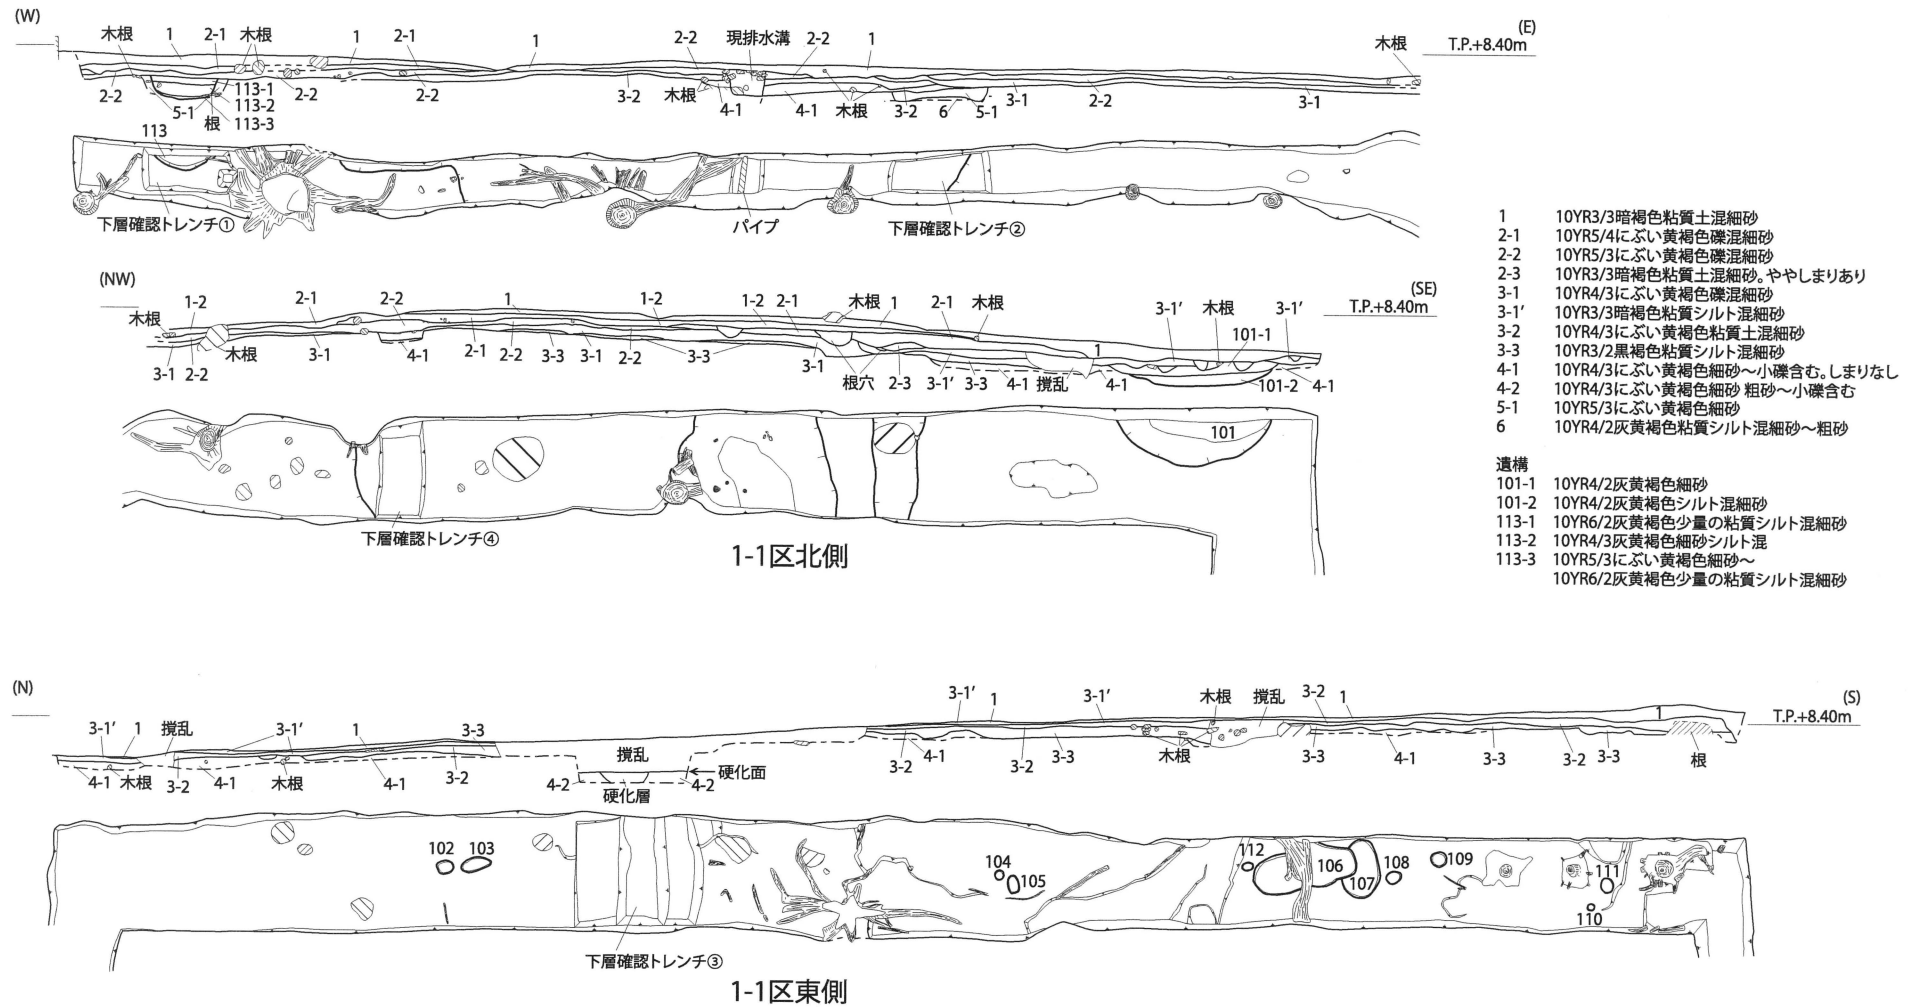 (W)
(E)
木根 1 2-1 木根 1 2-1 1 2-2 現排水溝 2-2 1 木根 T.P.+8.40m
2-2 5-1 根 113-1 2-2 2-2 3-2 木根 4-1 4-1 木根 3-2 6 5-1 3-1 2-2 3-1
113-2
113-3
113
下層確認トレンチ① パイプ 下層確認トレンチ②
(NW)
(SE)
木根 1-2 2-1 2-2 1 1-2 1-2 2-1 木根 1 2-1 木根 3-1' 木根 101-1 3-1' T.P.+8.40m
3-1 2-2 木根 3-1 4-1 2-1 2-2 3-3 3-1 2-2 3-3 3-1 根穴 2-3 3-1' 3-3 4-1 撹乱 1 4-1 101-2 4-1
101
下層確認トレンチ④
1-1区北側
1 10YR3/3暗褐色粘質土混細砂
2-1 10YR5/4にぶい黄褐色礫混細砂
2-2 10YR5/3にぶい黄褐色礫混細砂
2-3 10YR3/3暗褐色粘質土混細砂。ややしまりあり
3-1 10YR4/3にぶい黄褐色礫混細砂
3-1' 10YR3/3暗褐色粘質シルト混細砂
3-2 10YR4/3にぶい黄褐色粘質土混細砂
3-3 10YR3/2黒褐色粘質シルト混細砂
4-1 10YR4/3にぶい黄褐色細砂～小礫含む。しまりなし
4-2 10YR4/3にぶい黄褐色細砂 粗砂～小礫含む
5-1 10YR5/3にぶい黄褐色細砂
6 10YR4/2灰黄褐色粘質シルト混細砂～粗砂
遺構
101-1 10YR4/2灰黄褐色細砂
101-2 10YR4/2灰黄褐色シルト混細砂
113-1 10YR6/2灰黄褐色少量の粘質シルト混細砂
113-2 10YR4/3灰黄褐色細砂シルト混
113-3 10YR5/3にぶい黄褐色細砂～
10YR6/2灰黄褐色少量の粘質シルト混細砂
(N)
(S)
3-1' 1 撹乱 3-1' 1 3-3 撹乱 3-1' 1 3-1' 木根 撹乱 3-2 1 1 T.P.+8.40m
4-1 木根 3-2 4-1 木根 4-1 3-2 4-2 硬化層 4-2 硬化面 3-2 4-1 3-2 3-3 木根 3-3 4-1 3-3 3-2 3-3 根
102 103 104 105 112 106 107 108 109 111 110
下層確認トレンチ③
1-1区東側